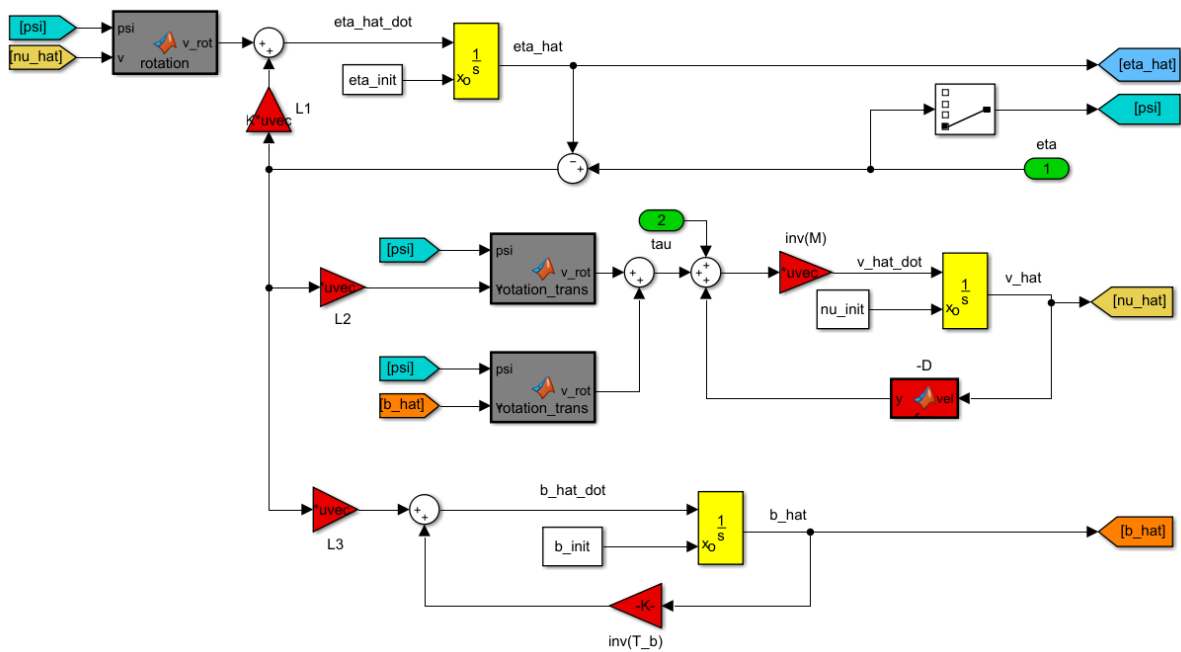 [psi]
psi
[nu_hat]
v
v_rot
rotation
eta_hat_dot
eta_init
1
s
xo
eta_hat
[eta_hat]
[psi]
K*uvec
L1
eta
1
2
tau
[psi]
psi
v_rot
rotation_trans
*uvec
L2
inv(M)
*uvec
v_hat_dot
nu_init
1
s
xo
v_hat
[nu_hat]
[psi]
psi
[b_hat]
v_rot
rotation_trans
-D
y
vel
*uvec
L3
b_hat_dot
b_init
1
s
xo
b_hat
[b_hat]
-K-
inv(T_b)